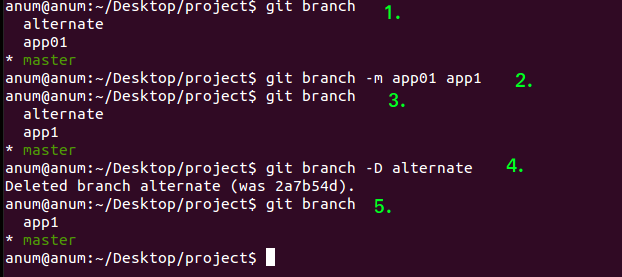 anum@anum:~/Desktop/project$ git branch 1.
alternate
app01
* master
anum@anum:~/Desktop/project$ git branch -m app01 app1 2.
anum@anum:~/Desktop/project$ git branch 3.
alternate
app1
* master
anum@anum:~/Desktop/project$ git branch -D alternate 4.
Deleted branch alternate (was 2a7b54d).
anum@anum:~/Desktop/project$ git branch 5.
app1
* master
anum@anum:~/Desktop/project$